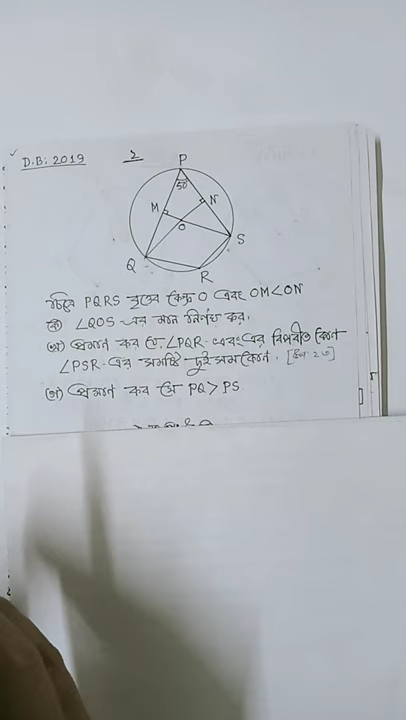 D.B: 2019
2
P
50
M
N
O
S
Q
R
চিত্রে PQRS বৃত্তের কেন্দ্র O এবং OM<ON
(ক) ∠QOS -এর মান নির্ণয় কর.
(খ) প্রমাণ কর যে, ∠PQR এবং এর বিপরীত কোণ
∠PSR-এর সমষ্টি দুই সমকোণ.
(গ) প্রমাণ কর যে PQ > PS